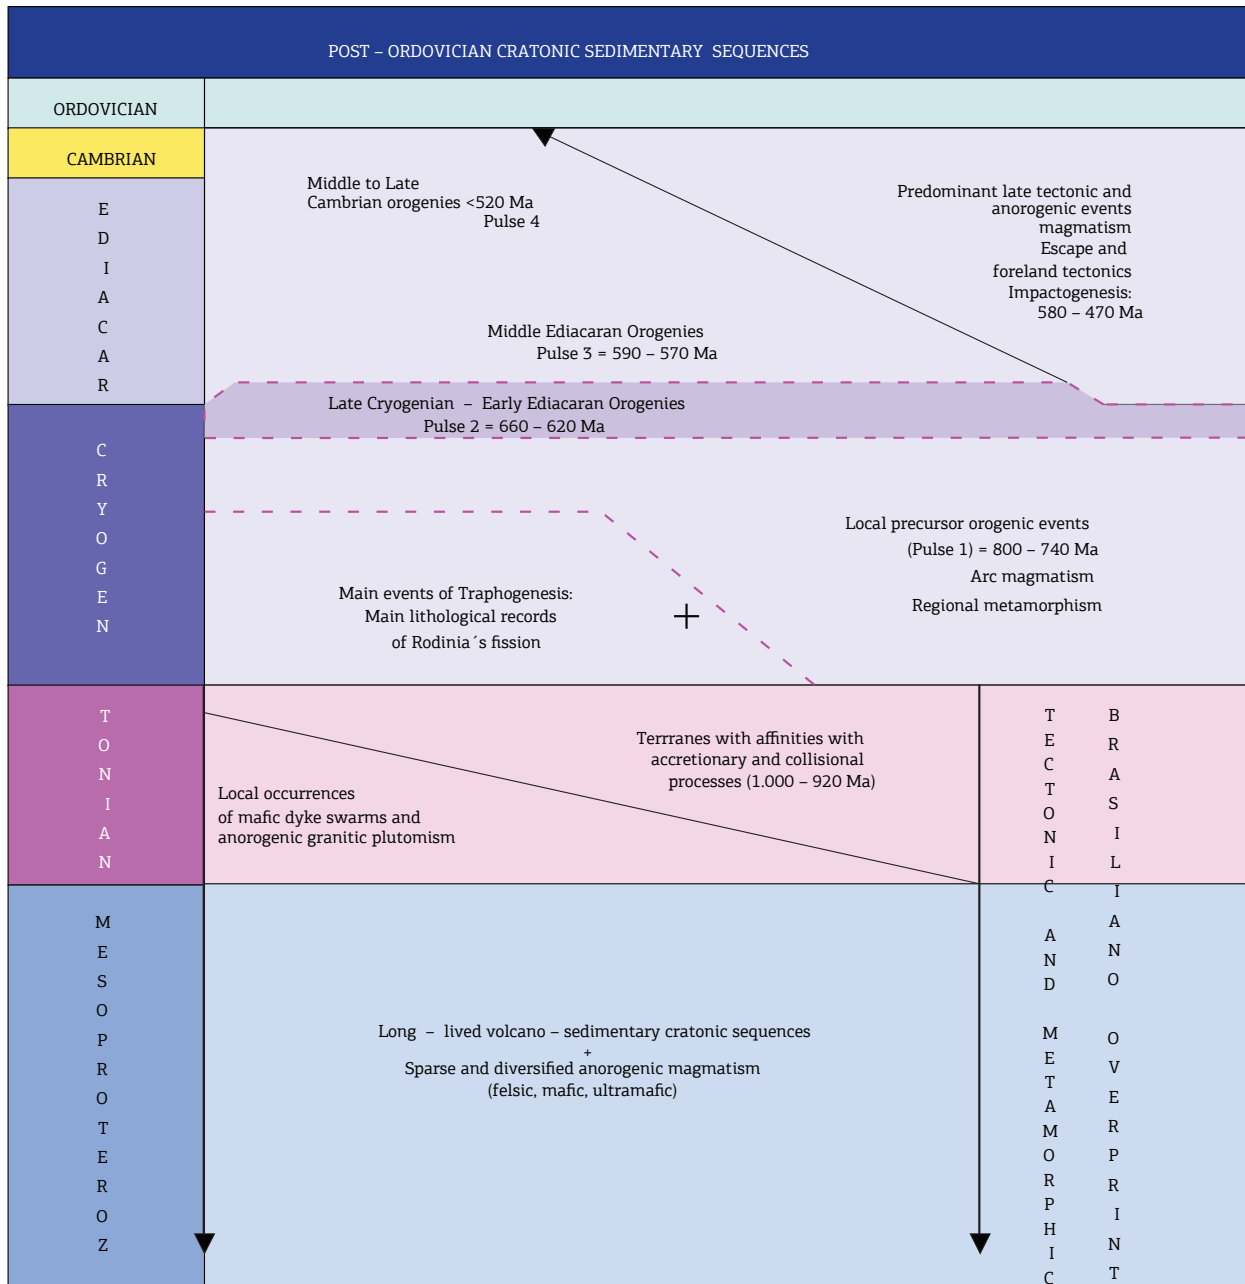 POST – ORDOVICIAN CRATONIC SEDIMENTARY SEQUENCES
ORDOVICIAN
CAMBRIAN
EDIACAR
Middle to Late
Cambrian orogenies <520 Ma
Pulse 4
Predominant late tectonic and
anorogenic events
magmatism
Escape and
foreland tectonics
Impactogenesis:
580 – 470 Ma
Middle Ediacaran Orogenies
Pulse 3 = 590 – 570 Ma
Late Cryogenian – Early Ediacaran Orogenies
Pulse 2 = 660 – 620 Ma
CRYOGEN
Local precursor orogenic events
(Pulse 1) = 800 – 740 Ma
Arc magmatism
Regional metamorphism
Main events of Traphogenesis:
Main lithological records
of Rodinia´s fission
+
TONIAN
Terrranes with affinities with
accretionary and collisional
processes (1.000 – 920 Ma)
Local occurrences
of mafic dyke swarms and
anorogenic granitic plutomism
MESOPROTEROZ
Long – lived volcano – sedimentary cratonic sequences
+
Sparse and diversified anorogenic magmatism
(felsic, mafic, ultramafic)
TECTONIC AND METAMORPHIC
BRASILIANO OVERPRINT